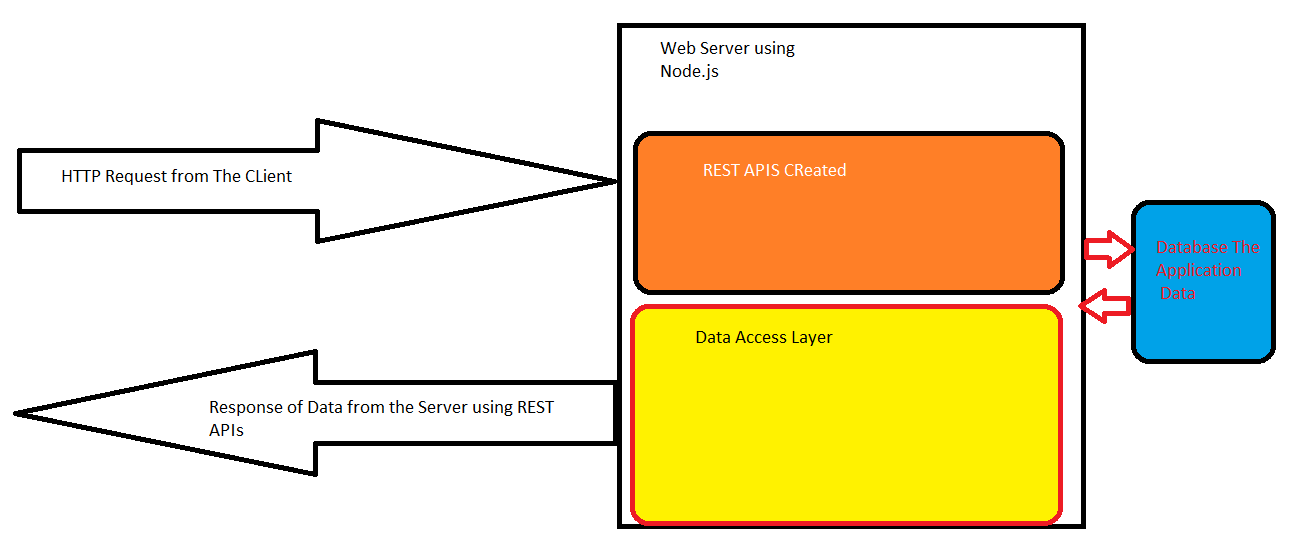 Web Server using
Node.js
HTTP Request from The CLient
REST APIS CReated
Database The
Application
Data
Data Access Layer
Response of Data from the Server using REST
APIs